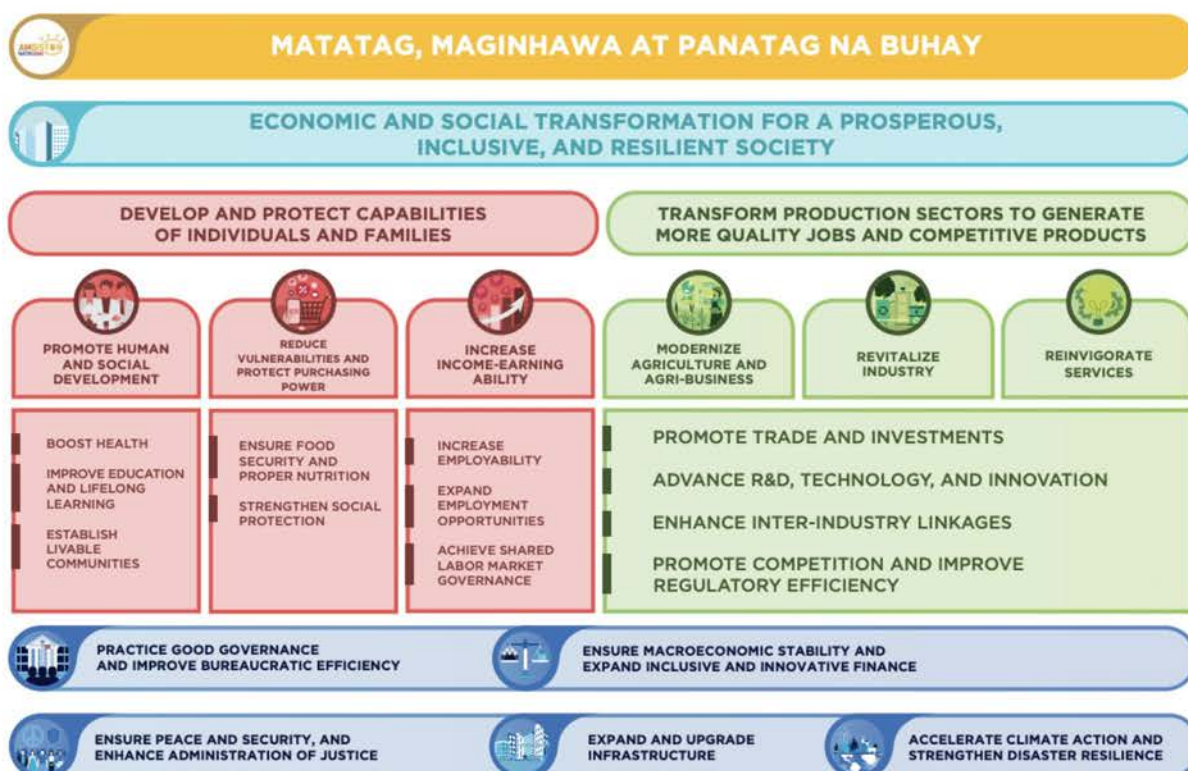 MATATAG, MAGINHAWA AT PANATAG NA BUHAY
ECONOMIC AND SOCIAL TRANSFORMATION FOR A PROSPEROUS,
INCLUSIVE, AND RESILIENT SOCIETY
DEVELOP AND PROTECT CAPABILITIES
OF INDIVIDUALS AND FAMILIES
TRANSFORM PRODUCTION SECTORS TO GENERATE
MORE QUALITY JOBS AND COMPETITIVE PRODUCTS
PROMOTE HUMAN
AND SOCIAL
DEVELOPMENT
REDUCE
VULNERABILITIES AND
PROTECT PURCHASING
POWER
INCREASE
INCOME-EARNING
ABILITY
MODERNIZE
AGRICULTURE AND
AGRI-BUSINESS
REVITALIZE
INDUSTRY
REINVIGORATE
SERVICES
BOOST HEALTH
IMPROVE EDUCATION
AND LIFELONG
LEARNING
ESTABLISH
LIVABLE
COMMUNITIES
ENSURE FOOD
SECURITY AND
PROPER NUTRITION
STRENGTHEN SOCIAL
PROTECTION
INCREASE
EMPLOYABILITY
EXPAND
EMPLOYMENT
OPPORTUNITIES
ACHIEVE SHARED
LABOR MARKET
GOVERNANCE
PROMOTE TRADE AND INVESTMENTS
ADVANCE R&D, TECHNOLOGY, AND INNOVATION
ENHANCE INTER-INDUSTRY LINKAGES
PROMOTE COMPETITION AND IMPROVE
REGULATORY EFFICIENCY
PRACTICE GOOD GOVERNANCE
AND IMPROVE BUREAUCRATIC EFFICIENCY
ENSURE MACROECONOMIC STABILITY AND
EXPAND INCLUSIVE AND INNOVATIVE FINANCE
ENSURE PEACE AND SECURITY, AND
ENHANCE ADMINISTRATION OF JUSTICE
EXPAND AND UPGRADE
INFRASTRUCTURE
ACCELERATE CLIMATE ACTION AND
STRENGTHEN DISASTER RESILIENCE